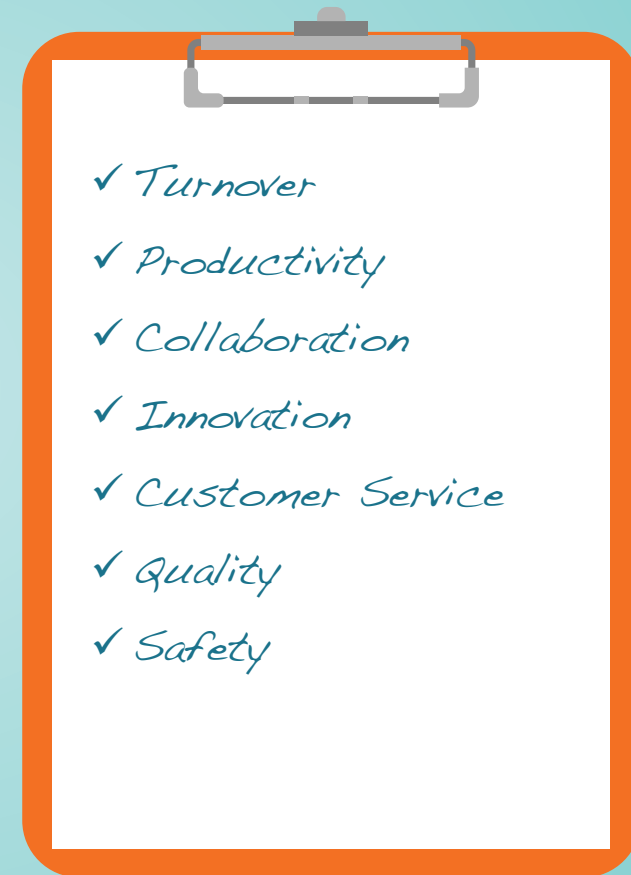 ✓ Turnover
✓ Productivity
✓ Collaboration
✓ Innovation
✓ Customer Service
✓ Quality
✓ Safety